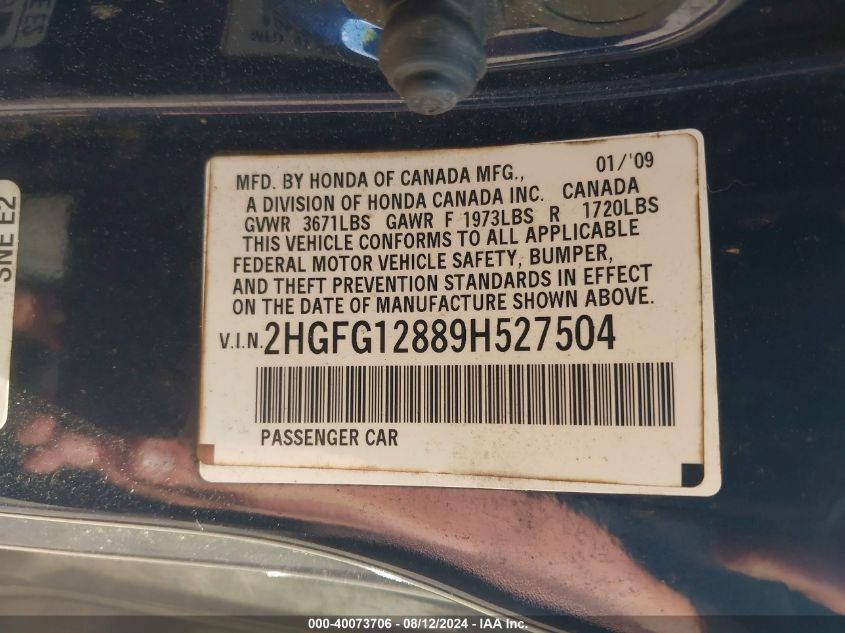 MFD. BY HONDA OF CANADA MFG., 01/'09
A DIVISION OF HONDA CANADA INC. CANADA
GVWR 3671LBS GAWR F 1973LBS R 1720LBS
THIS VEHICLE CONFORMS TO ALL APPLICABLE
FEDERAL MOTOR VEHICLE SAFETY, BUMPER,
AND THEFT PREVENTION STANDARDS IN EFFECT
ON THE DATE OF MANUFACTURE SHOWN ABOVE.
V.I.N. 2HGFG12889H527504
PASSENGER CAR
SNE E2
000-40073706 - 08/12/2024 - IAA Inc.